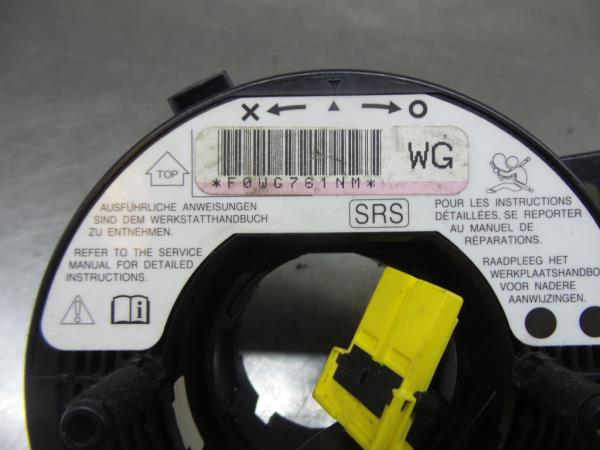 X ← ▲ → O
WG
*F0WG761NM*
TOP
AUSFÜHRLICHE ANWEISUNGEN
SIND DEM WERKSTATTHANDBUCH
ZU ENTNEHMEN.
REFER TO THE SERVICE
MANUAL FOR DETAILED
INSTRUCTIONS.
SRS
POUR LES INSTRUCTIONS
DÉTAILLÉES, SE REPORTER
AU MANUEL DE
RÉPARATIONS.
RAADPLEEG HET
WERKPLAATSHANDBO
VOOR NADERE
AANWIJZINGEN.